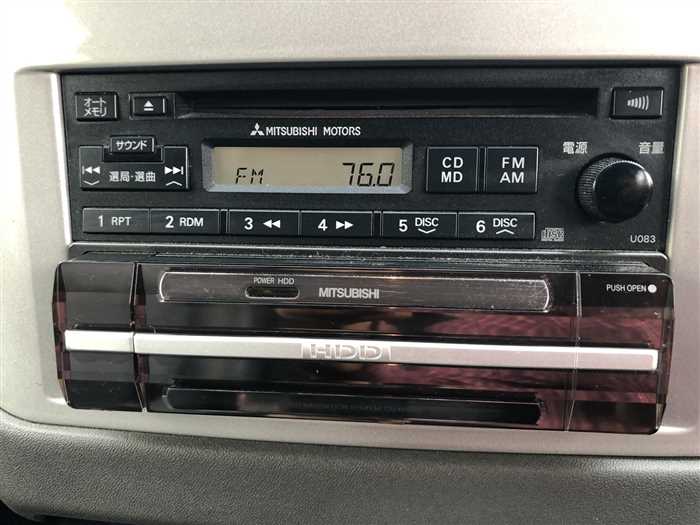 オート
メモリ
MITSUBISHI MOTORS
サウンド
選局・選曲
FM 76.0
CD
MD
FM
AM
電源
音量
1 RPT
2 RDM
3 ◀◀
4 ▶▶
5 DISC
6 DISC
U083
POWER HDD
MITSUBISHI
PUSH OPEN
HDD